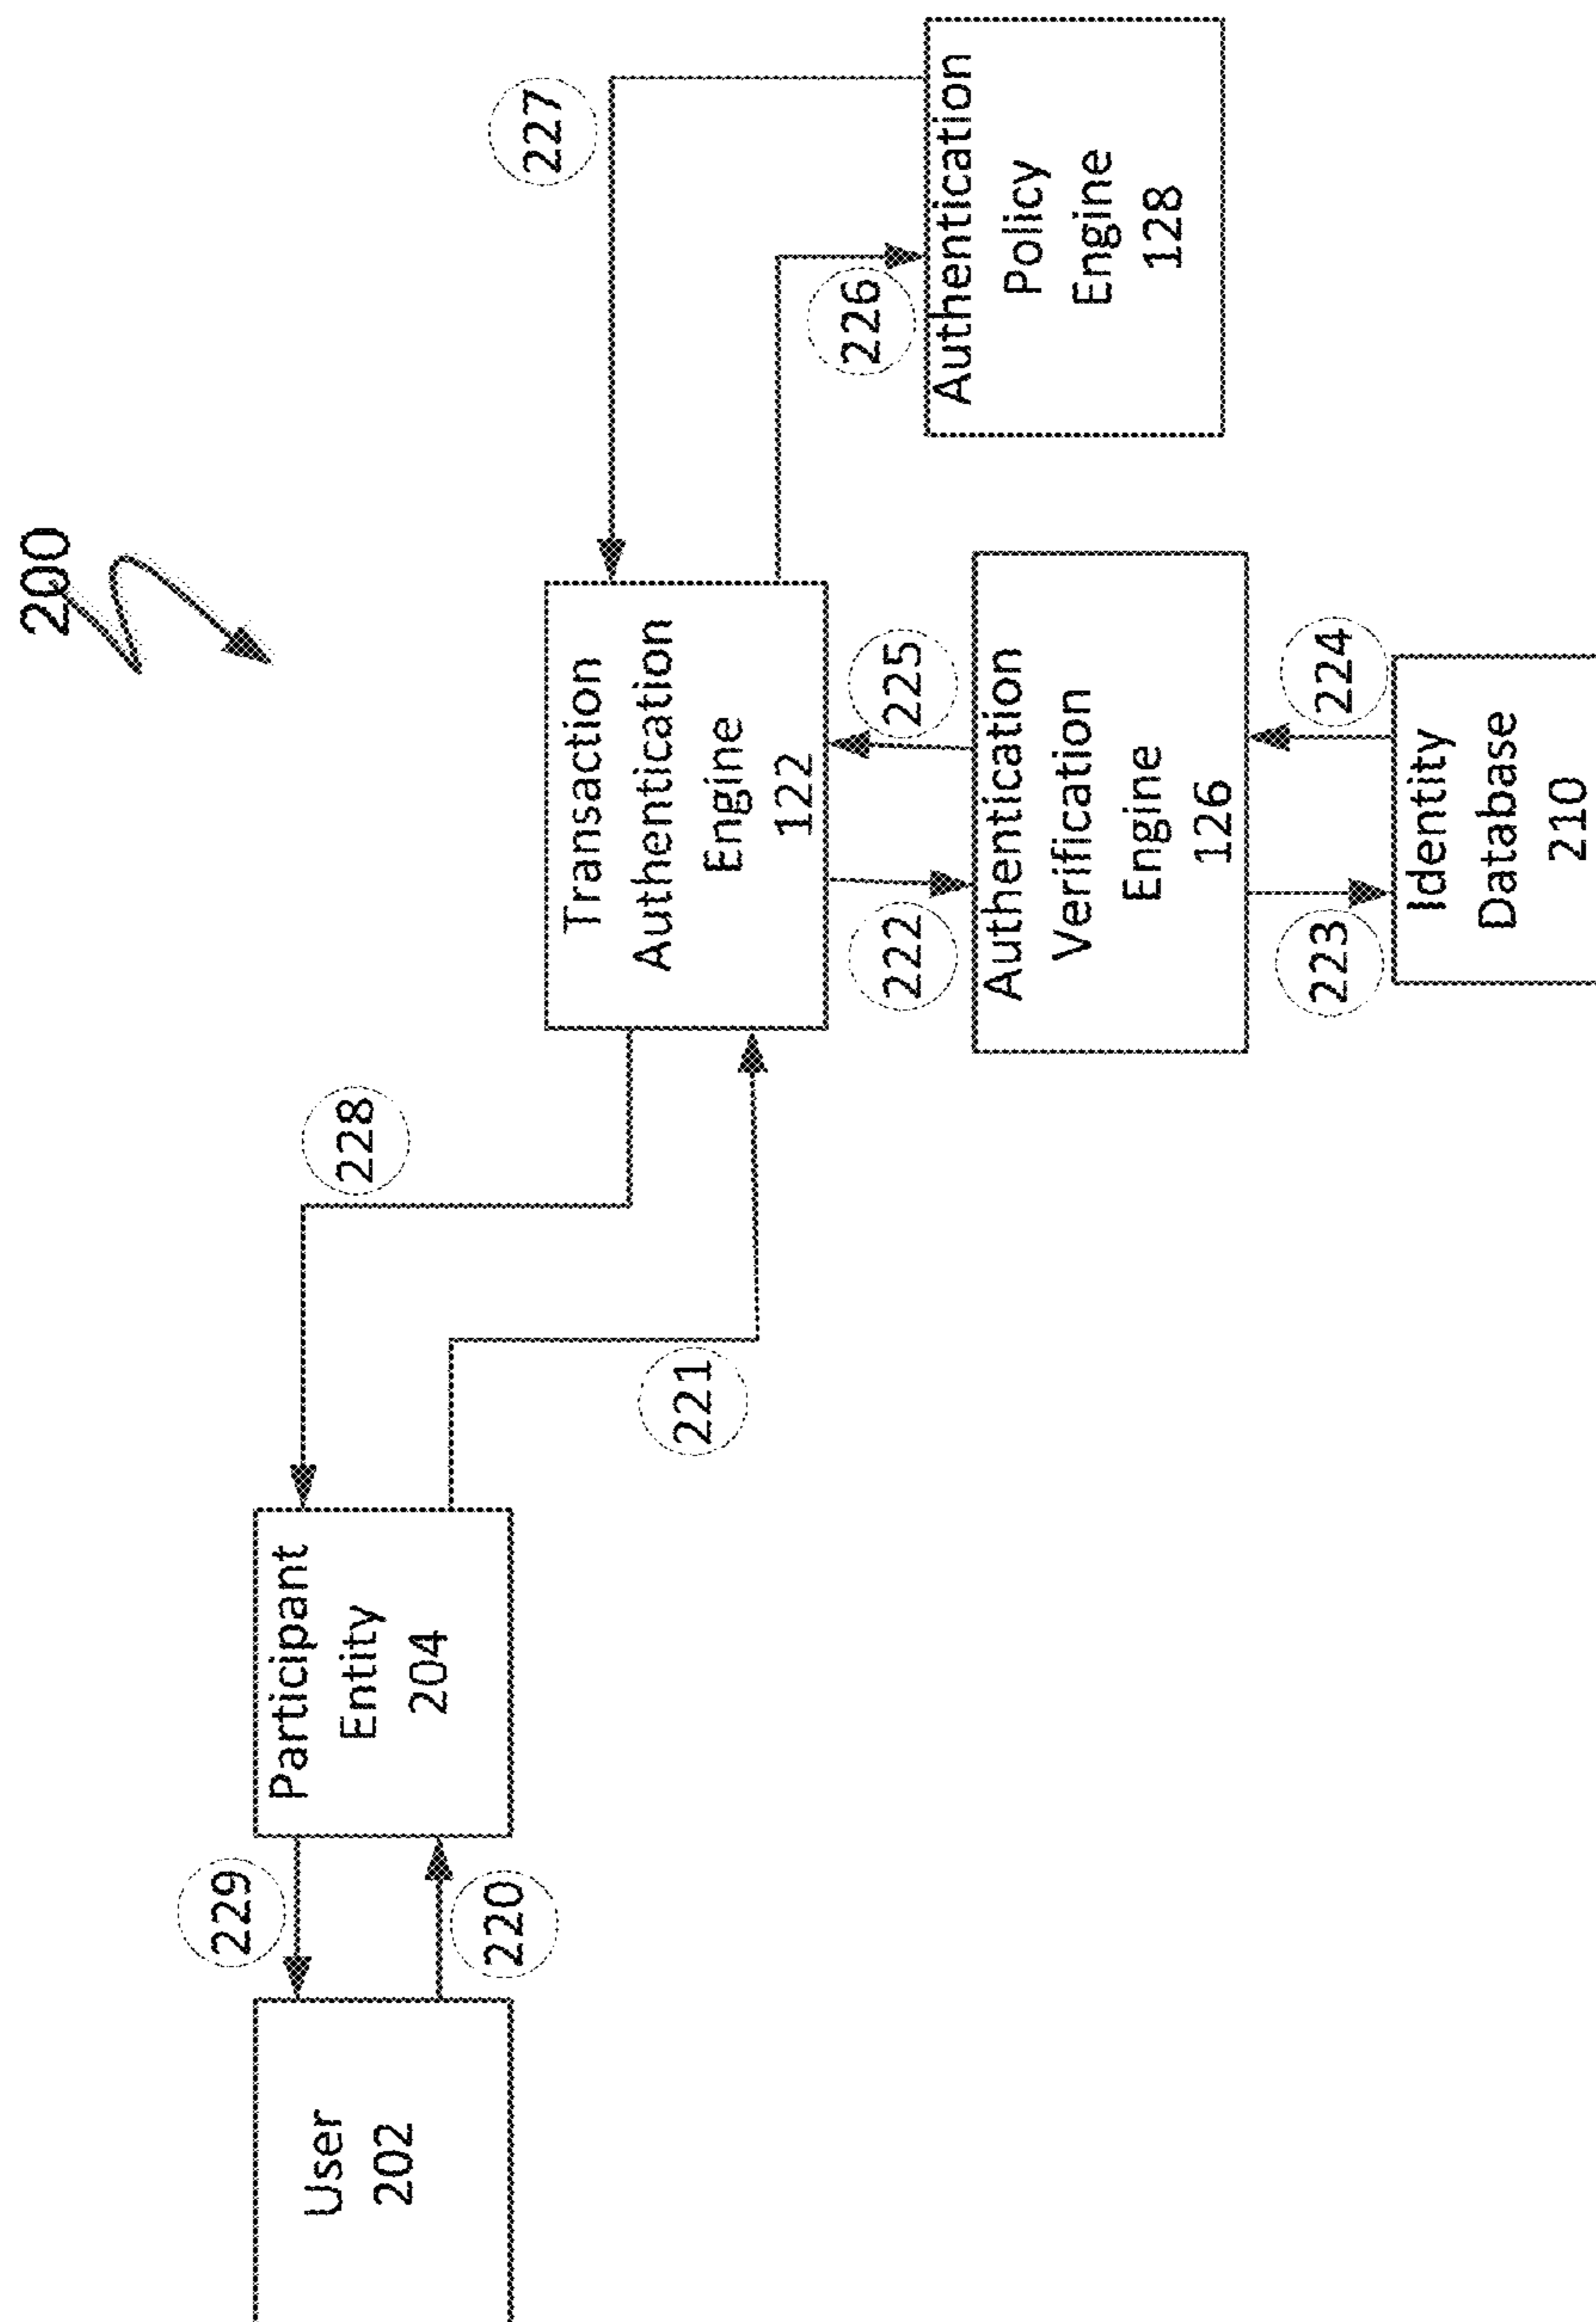 200
User
202
229
220
Participant
Entity
204
228
221
Transaction
Authentication
Engine
122
222
225
Authentication
Verification
Engine
126
223
224
Identity
Database
210
227
226
Authentication
Policy
Engine
128